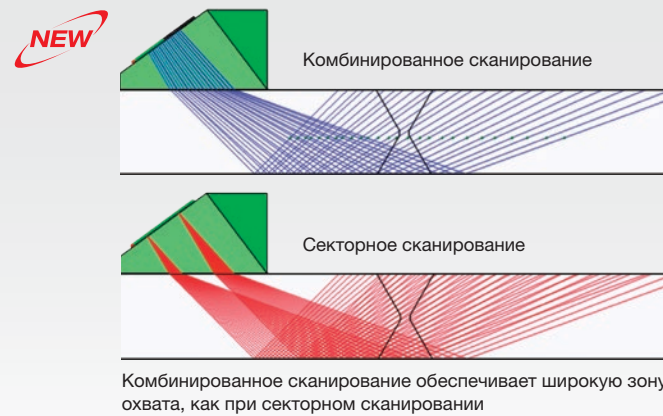 NEW
Комбинированное сканирование
Секторное сканирование
Комбинированное сканирование обеспечивает широкую зону
охвата, как при секторном сканировании